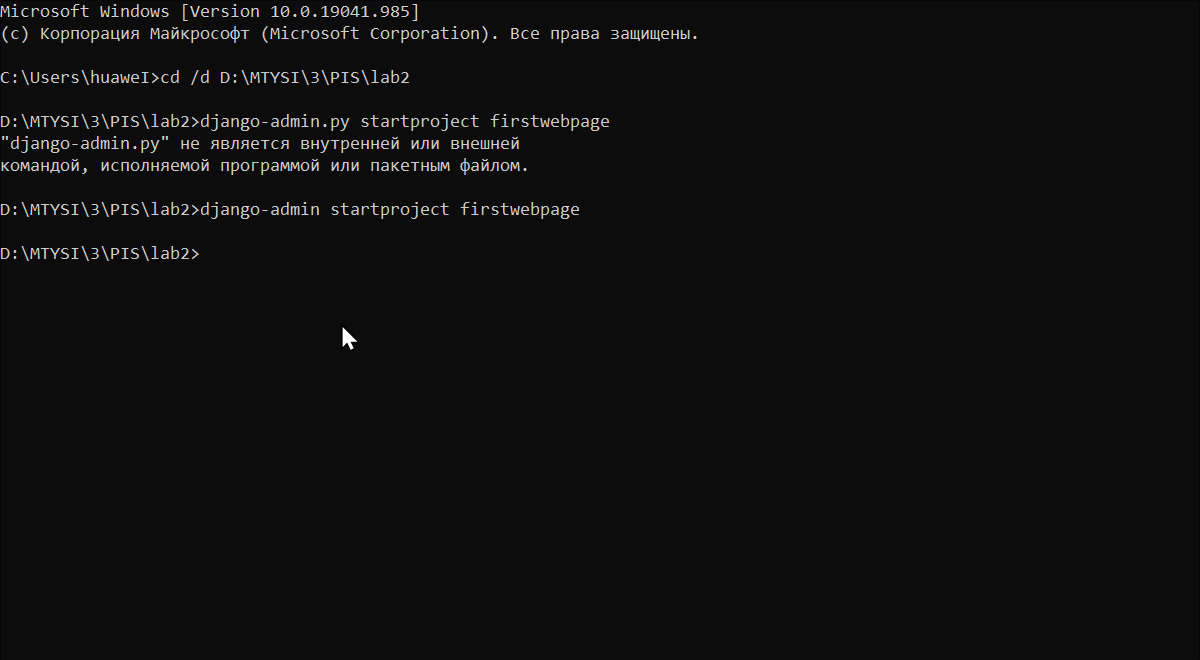 Microsoft Windows [Version 10.0.19041.985]
(c) Корпорация Майкрософт (Microsoft Corporation). Все права защищены.
C:\Users\huaweI>cd /d D:\MTYSI\3\PIS\lab2
D:\MTYSI\3\PIS\lab2>django-admin.py startproject firstwebpage
"django-admin.py" не является внутренней или внешней
командой, исполняемой программой или пакетным файлом.
D:\MTYSI\3\PIS\lab2>django-admin startproject firstwebpage
D:\MTYSI\3\PIS\lab2>